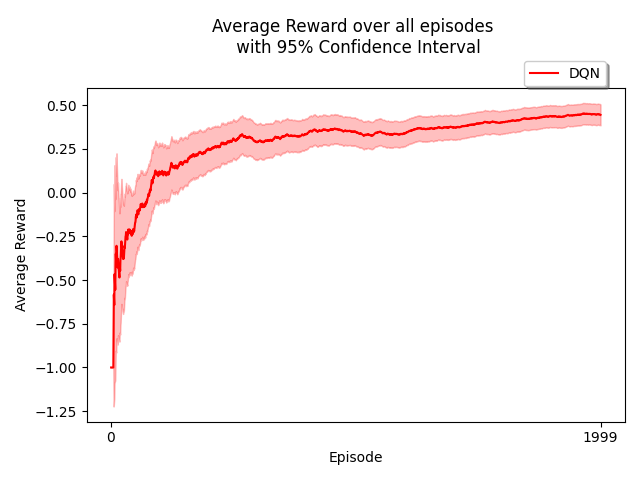 Average Reward over all episodes
with 95% Confidence Interval
DQN
0.50
0.25
0.00
−0.25
−0.50
−0.75
−1.00
−1.25
Average Reward
0
1999
Episode